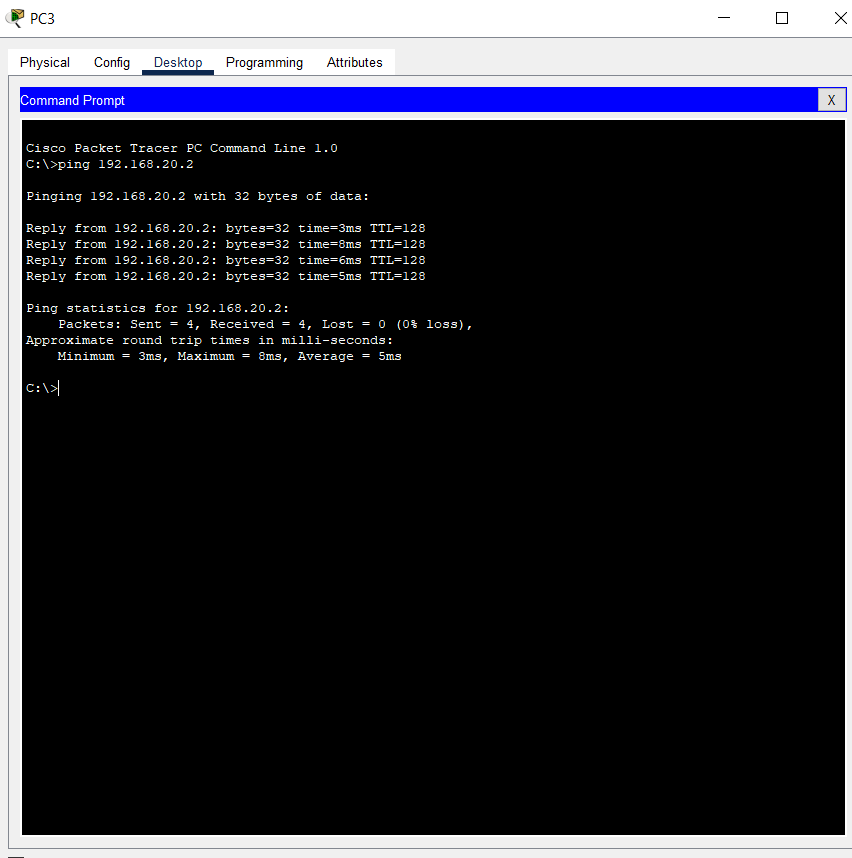 PC3
Physical Config Desktop Programming Attributes
Command Prompt
X
Cisco Packet Tracer PC Command Line 1.0
C:\>ping 192.168.20.2
Pinging 192.168.20.2 with 32 bytes of data:
Reply from 192.168.20.2: bytes=32 time=3ms TTL=128
Reply from 192.168.20.2: bytes=32 time=8ms TTL=128
Reply from 192.168.20.2: bytes=32 time=6ms TTL=128
Reply from 192.168.20.2: bytes=32 time=5ms TTL=128
Ping statistics for 192.168.20.2:
    Packets: Sent = 4, Received = 4, Lost = 0 (0% loss),
Approximate round trip times in milli-seconds:
    Minimum = 3ms, Maximum = 8ms, Average = 5ms
C:\>